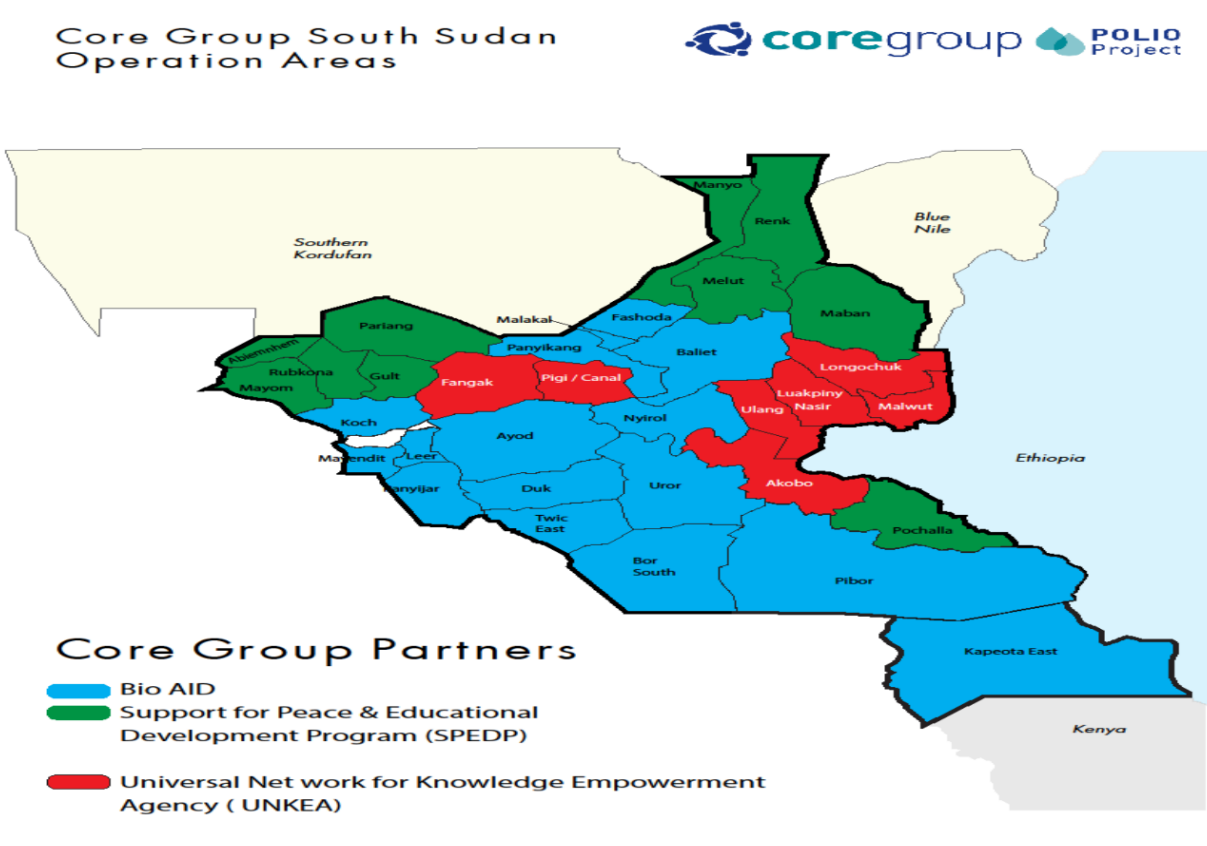 Core Group South Sudan
Operation Areas
coregroup
POLIO
Project
Manyo
Renk
Blue
Nile
Southern
Kordufan
Melut
Maban
Malakal
Fashoda
Pariang
Panyikang
Baliet
Abiemnhem
Rubkona
Mayom
Gult
Fangak
Pigi / Canal
Longochuk
Luakpiny
Nasir
Malwut
Ulang
Koch
Nyirol
Ayod
Mayendit
Leer
Ethiopia
Panyijar
Duk
Uror
Akobo
Twic
East
Pochalla
Bor
South
Pibor
Kapeota East
Kenya
Core Group Partners
Bio AID
Support for Peace & Educational
Development Program (SPEDP)
Universal Net work for Knowledge Empowerment
Agency ( UNKEA)